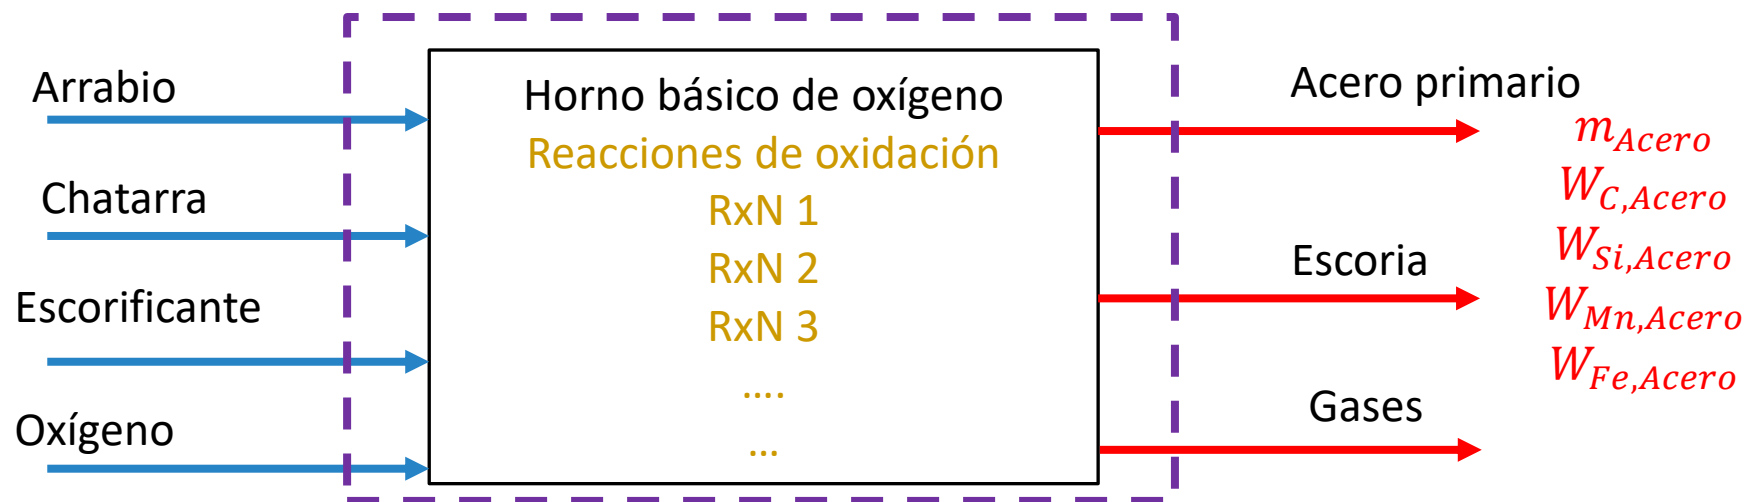 Arrabio
Chatarra
Escorificante
Oxígeno
Horno básico de oxígeno
Reacciones de oxidación
RxN 1
RxN 2
RxN 3
....
...
Acero primario
Escoria
Gases
m_Acero
W_C,Acero
W_Si,Acero
W_Mn,Acero
W_Fe,Acero